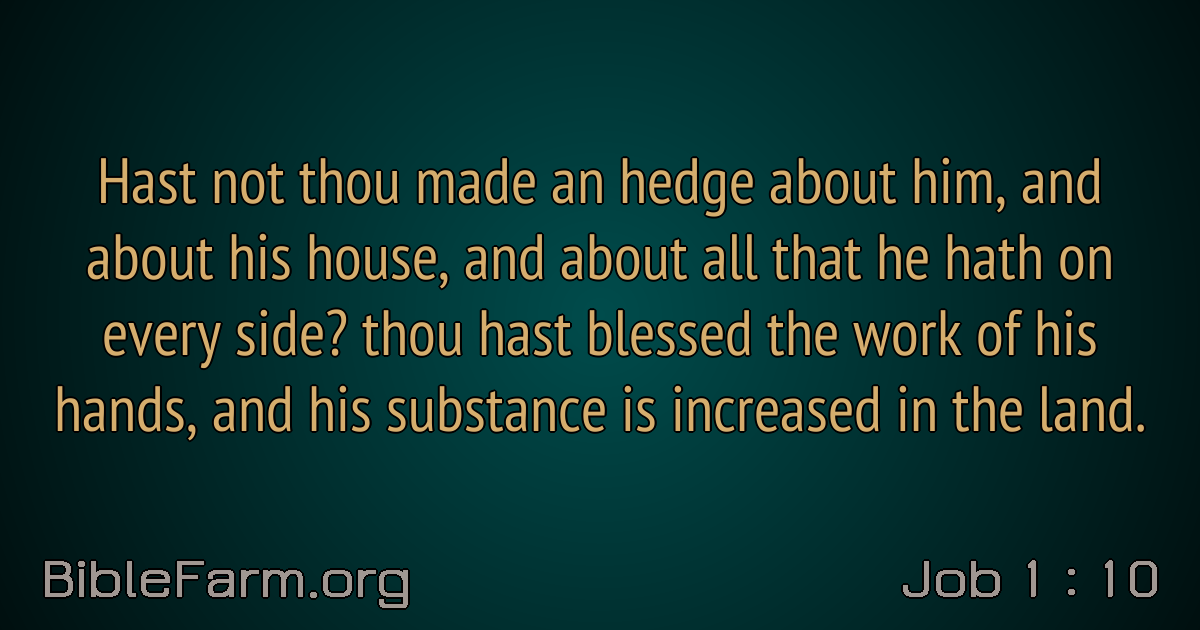 Hast not thou made an hedge about him, and
about his house, and about all that he hath on
every side? thou hast blessed the work of his
hands, and his substance is increased in the land.
BibleFarm.org
Job 1 : 10